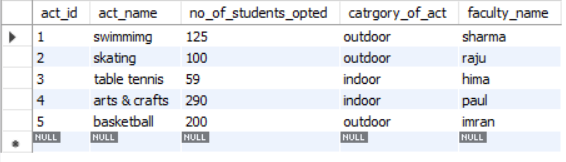 act_id act_name no_of_students_opted catrgory_of_act faculty_name
1 swimmimg 125 outdoor sharma
2 skating 100 outdoor raju
3 table tennis 59 indoor hima
4 arts & crafts 290 indoor paul
5 basketball 200 outdoor imran
NULL NULL NULL NULL NULL